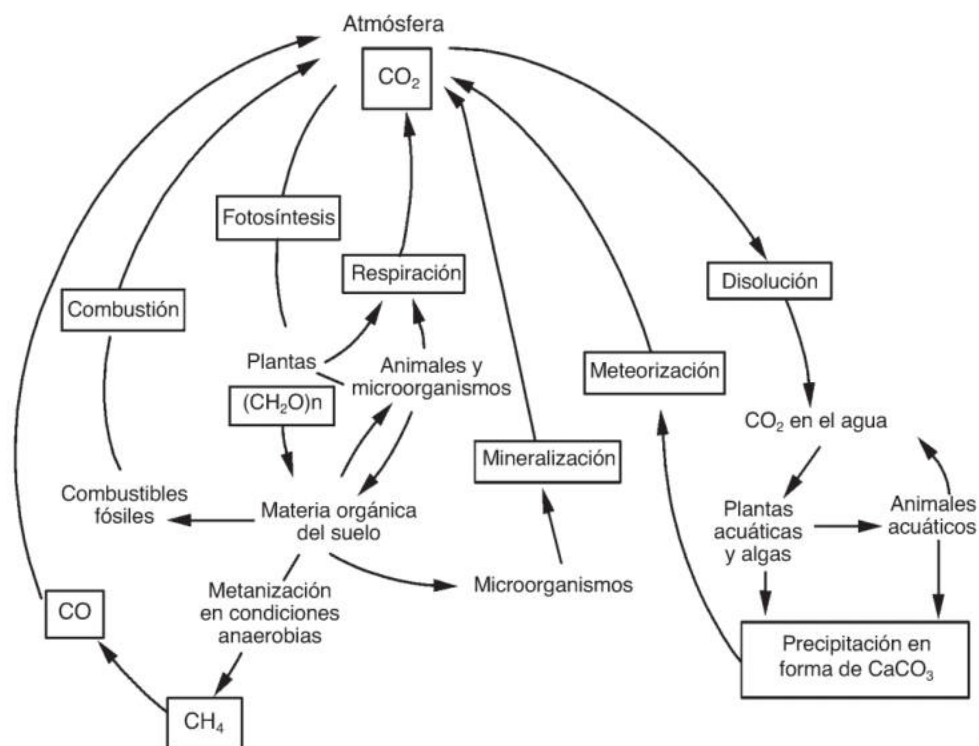 Atmósfera
CO₂
Fotosíntesis
Respiración
Combustión
Disolución
Plantas
Animales y
microorganismos
Meteorización
(CH₂O)n
CO₂ en el agua
Mineralización
Combustibles
fósiles
Materia orgánica
del suelo
Plantas
acuáticas
y algas
Animales
acuáticos
Metanización
en condiciones
anaerobias
Microorganismos
CO
Precipitación en
forma de CaCO₃
CH₄